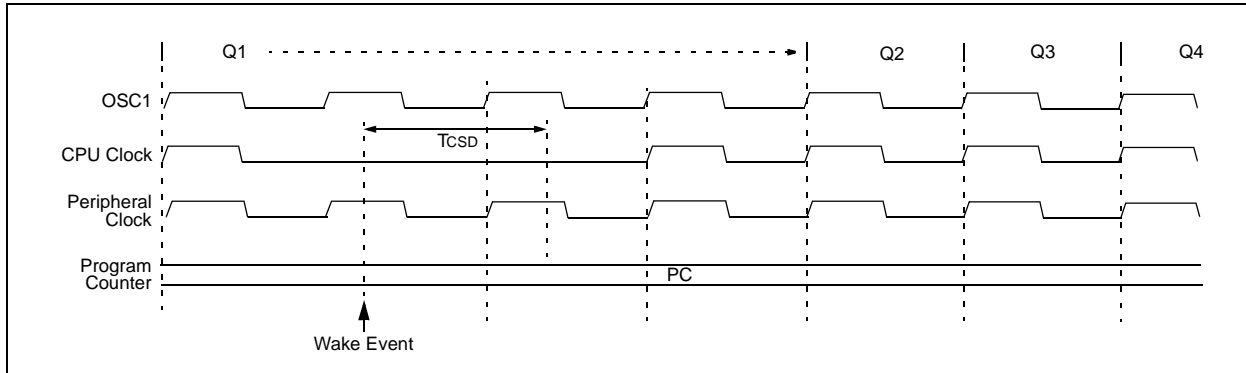 Q1 Q2 Q3 Q4
OSC1
TCSD
CPU Clock
Peripheral
Clock
Program
Counter
PC
Wake Event